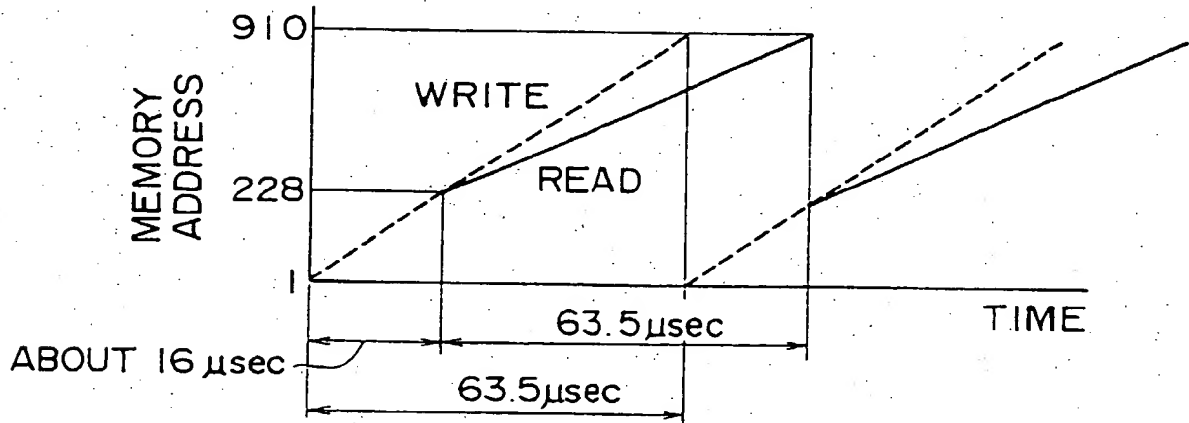 910
MEMORY
ADDRESS
WRITE
228
READ
1
TIME
63.5μsec
ABOUT 16 μsec
63.5μsec